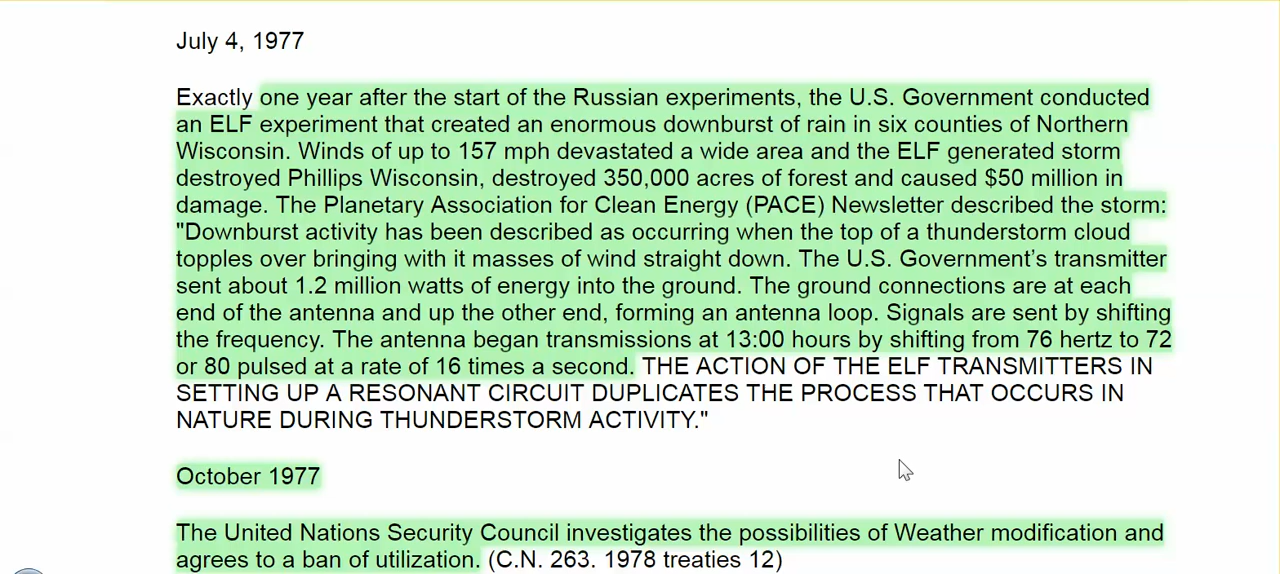 July 4, 1977
Exactly one year after the start of the Russian experiments, the U.S. Government conducted
an ELF experiment that created an enormous downburst of rain in six counties of Northern
Wisconsin. Winds of up to 157 mph devastated a wide area and the ELF generated storm
destroyed Phillips Wisconsin, destroyed 350,000 acres of forest and caused $50 million in
damage. The Planetary Association for Clean Energy (PACE) Newsletter described the storm:
"Downburst activity has been described as occurring when the top of a thunderstorm cloud
topples over bringing with it masses of wind straight down. The U.S. Government's transmitter
sent about 1.2 million watts of energy into the ground. The ground connections are at each
end of the antenna and up the other end, forming an antenna loop. Signals are sent by shifting
the frequency. The antenna began transmissions at 13:00 hours by shifting from 76 hertz to 72
or 80 pulsed at a rate of 16 times a second. THE ACTION OF THE ELF TRANSMITTERS IN
SETTING UP A RESONANT CIRCUIT DUPLICATES THE PROCESS THAT OCCURS IN
NATURE DURING THUNDERSTORM ACTIVITY."
October 1977
The United Nations Security Council investigates the possibilities of Weather modification and
agrees to a ban of utilization. (C.N. 263. 1978 treaties 12)